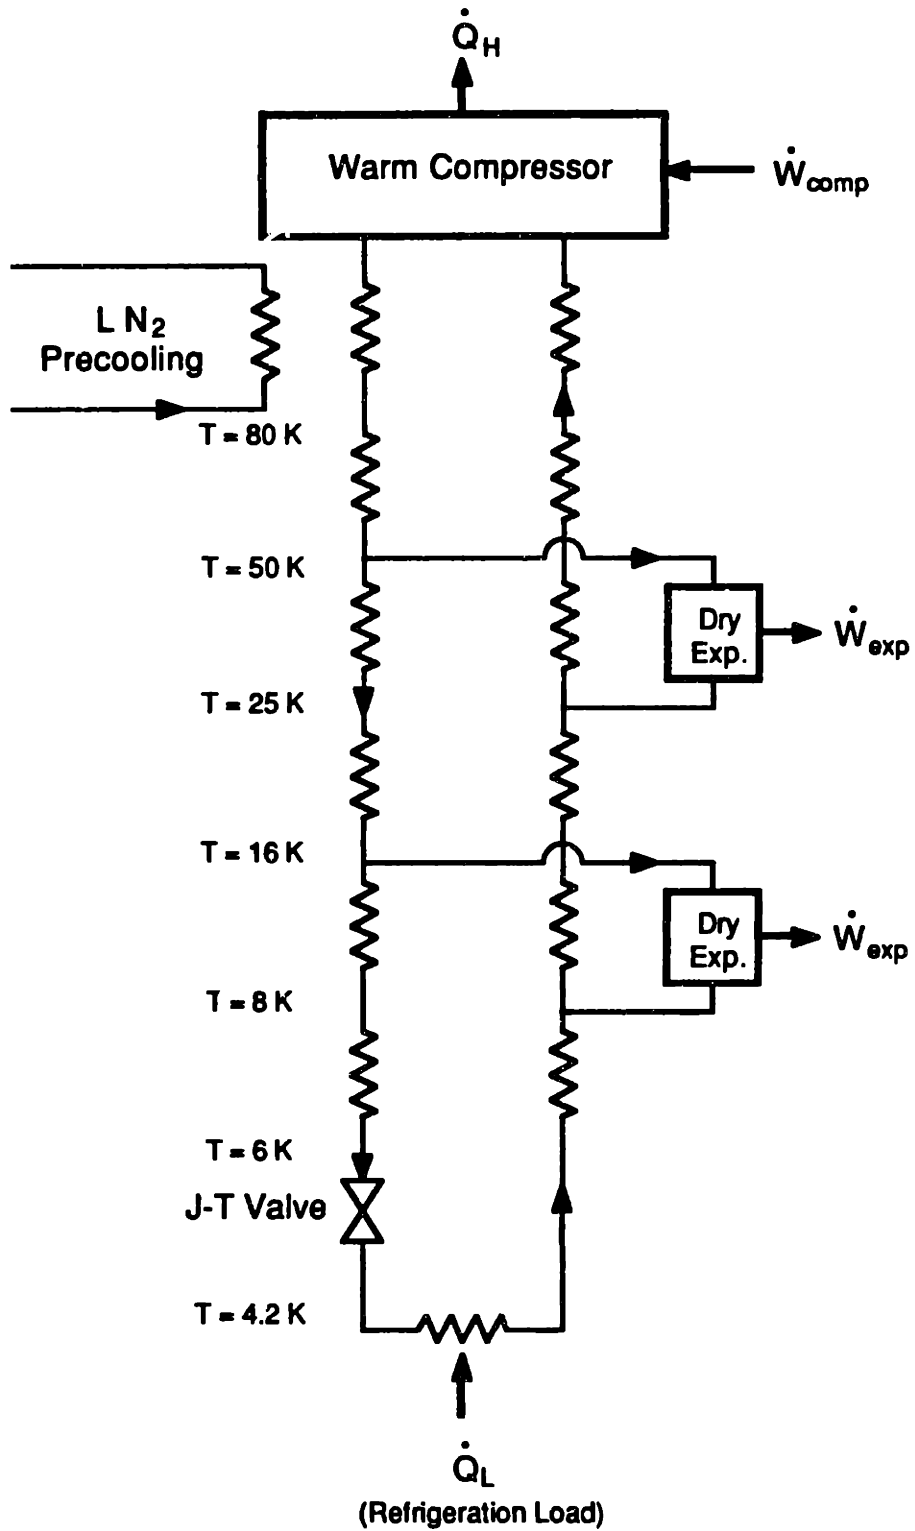 Q̇H
Warm Compressor
Ẇcomp
L N2
Precooling
T = 80 K
T = 50 K
Dry
Exp.
Ẇexp
T = 25 K
T = 16 K
Dry
Exp.
Ẇexp
T = 8 K
T = 6 K
J-T Valve
T = 4.2 K
Q̇L
(Refrigeration Load)